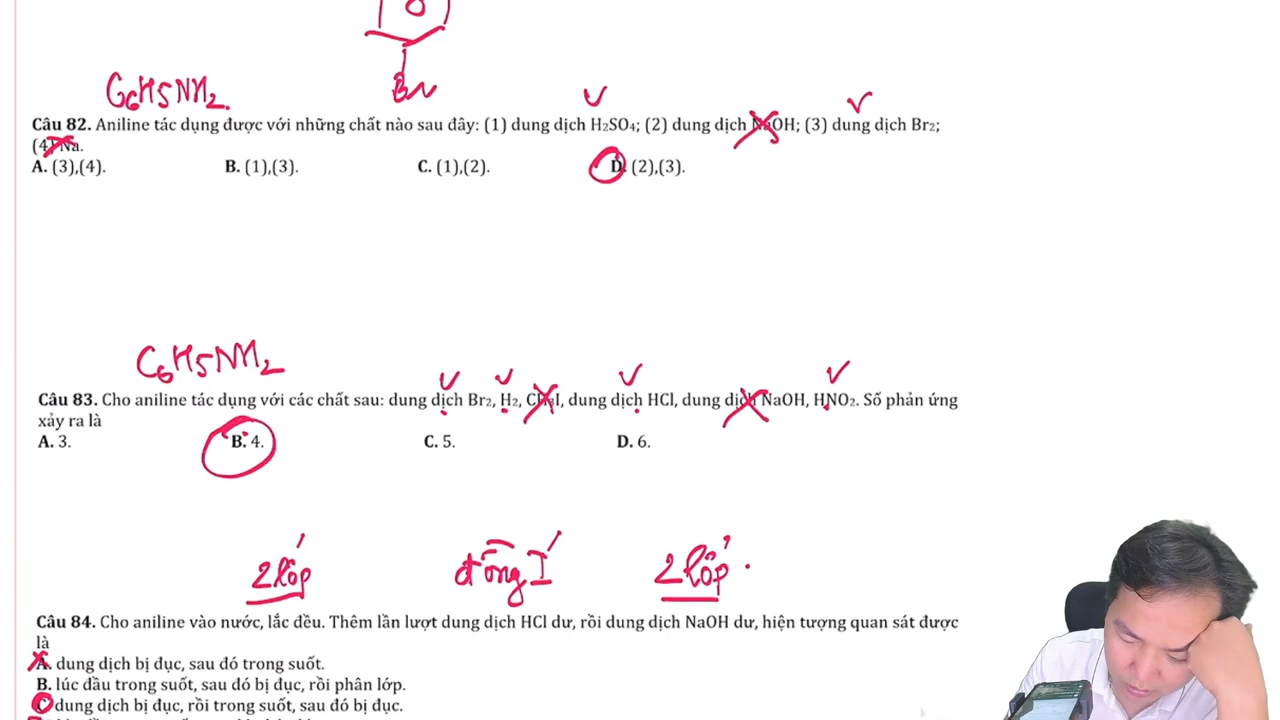 C6H5NH2.
Br
Câu 82. Aniline tác dụng được với những chất nào sau đây: (1) dung dịch H₂SO₄; (2) dung dịch NaOH; (3) dung dịch Br₂;
(4) Na.
A. (3),(4). B. (1),(3). C. (1),(2). D. (2),(3).
C6H5NH2
Câu 83. Cho aniline tác dụng với các chất sau: dung dịch Br₂, H₂, CH₃I, dung dịch HCl, dung dịch NaOH, HNO₂. Số phản ứng
xảy ra là
A. 3. B. 4. C. 5. D. 6.
2 lớp đồng I 2 lớp.
Câu 84. Cho aniline vào nước, lắc đều. Thêm lần lượt dung dịch HCl dư, rồi dung dịch NaOH dư, hiện tượng quan sát được
là
A. dung dịch bị đục, sau đó trong suốt.
B. lúc đầu trong suốt, sau đó bị đục, rồi phân lớp.
C dung dịch bị đục, rồi trong suốt, sau đó bị đục.